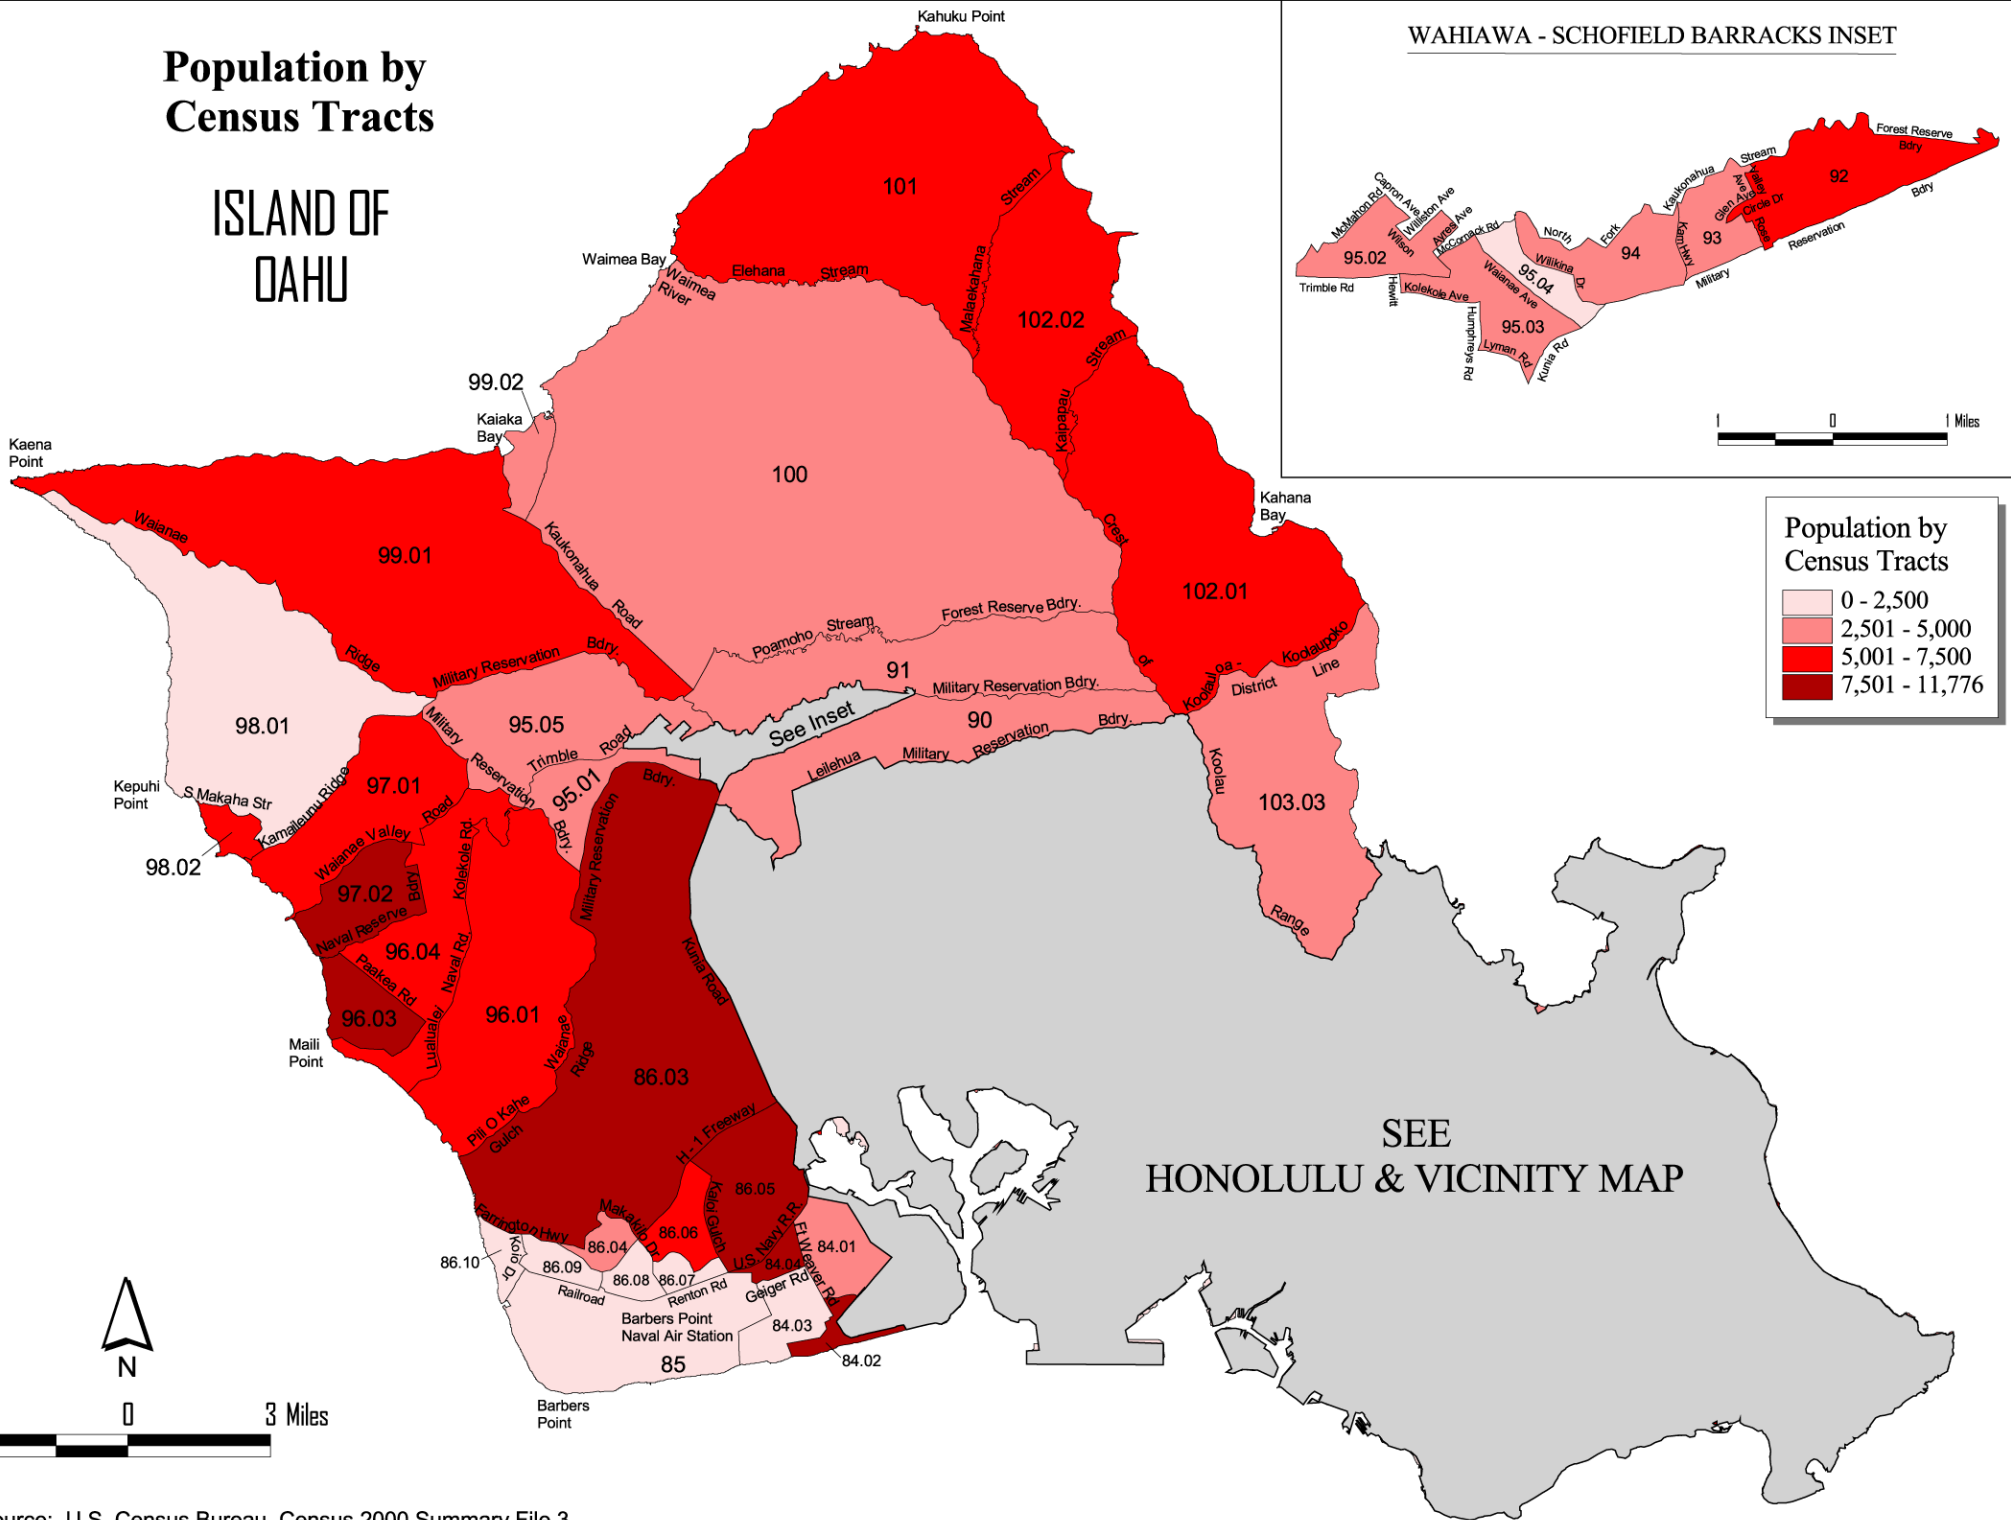 Population by
Census Tracts
ISLAND OF
OAHU
Kahuku Point
WAHIAWA - SCHOFIELD BARRACKS INSET
Forest Reserve
Bdry
Stream
Kaukonahua
Valley
Ave
Glen Ave
Circle Dr
Rose
92
Bdry
Reservation
Military
93
Kam Hwy
94
Fork
North
Wilikina
Dr
95.04
Waianae Ave
McCornack Rd
Ayres Ave
Williston Ave
Wilson
Capron Ave
McMahon Rd
95.02
Trimble Rd
Hewitt
Kolekole Ave
Humphreys Rd
95.03
Lyman Rd
Kunia Rd
1 0 1 Miles
Population by
Census Tracts
0 - 2,500
2,501 - 5,000
5,001 - 7,500
7,501 - 11,776
101
Stream
Malaekahana
Waimea Bay
Waimea
River
Elehana Stream
102.02
Stream
Kaipapau
99.02
Kaiaka
Bay
Kaena
Point
100
Kahana
Bay
Crest
of
Waianae
99.01
Kaukonahua
Road
102.01
Forest Reserve Bdry.
Poamoho Stream
Ridge
Military Reservation Bdry.
91
Koolauloa - Koolaupoko
District Line
Military Reservation Bdry.
98.01
Military
Reservation
Bdry.
95.05
Trimble Road
See Inset
90
Leilehua Military Reservation Bdry.
Koolau
Range
103.03
95.01
Bdry.
Military Reservation
Kepuhi
Point
S Makaha Str
Kamaileunu Ridge
97.01
Waianae Valley Road
98.02
97.02
Bdry
Naval Reserve
Kolekole Rd.
96.04
Naval Rd
Lualualei
Paakea Rd
96.03
Maili
Point
96.01
Waianae
Ridge
Kunia Road
86.03
Pili O Kahe
Gulch
H - 1 Freeway
SEE
HONOLULU & VICINITY MAP
86.05
Kaloi Gulch
U.S. Navy R.R.
Makakilo Dr
86.06
Farrington Hwy
Koio Dr
86.10
86.09
86.04
86.08
86.07
84.04
84.01
Ft Weaver Rd
Geiger Rd
Renton Rd
Railroad
Barbers Point
Naval Air Station
84.03
85
84.02
Barbers
Point
N
0 3 Miles
ource: U.S. Census Bureau, Census 2000 Summary File 3